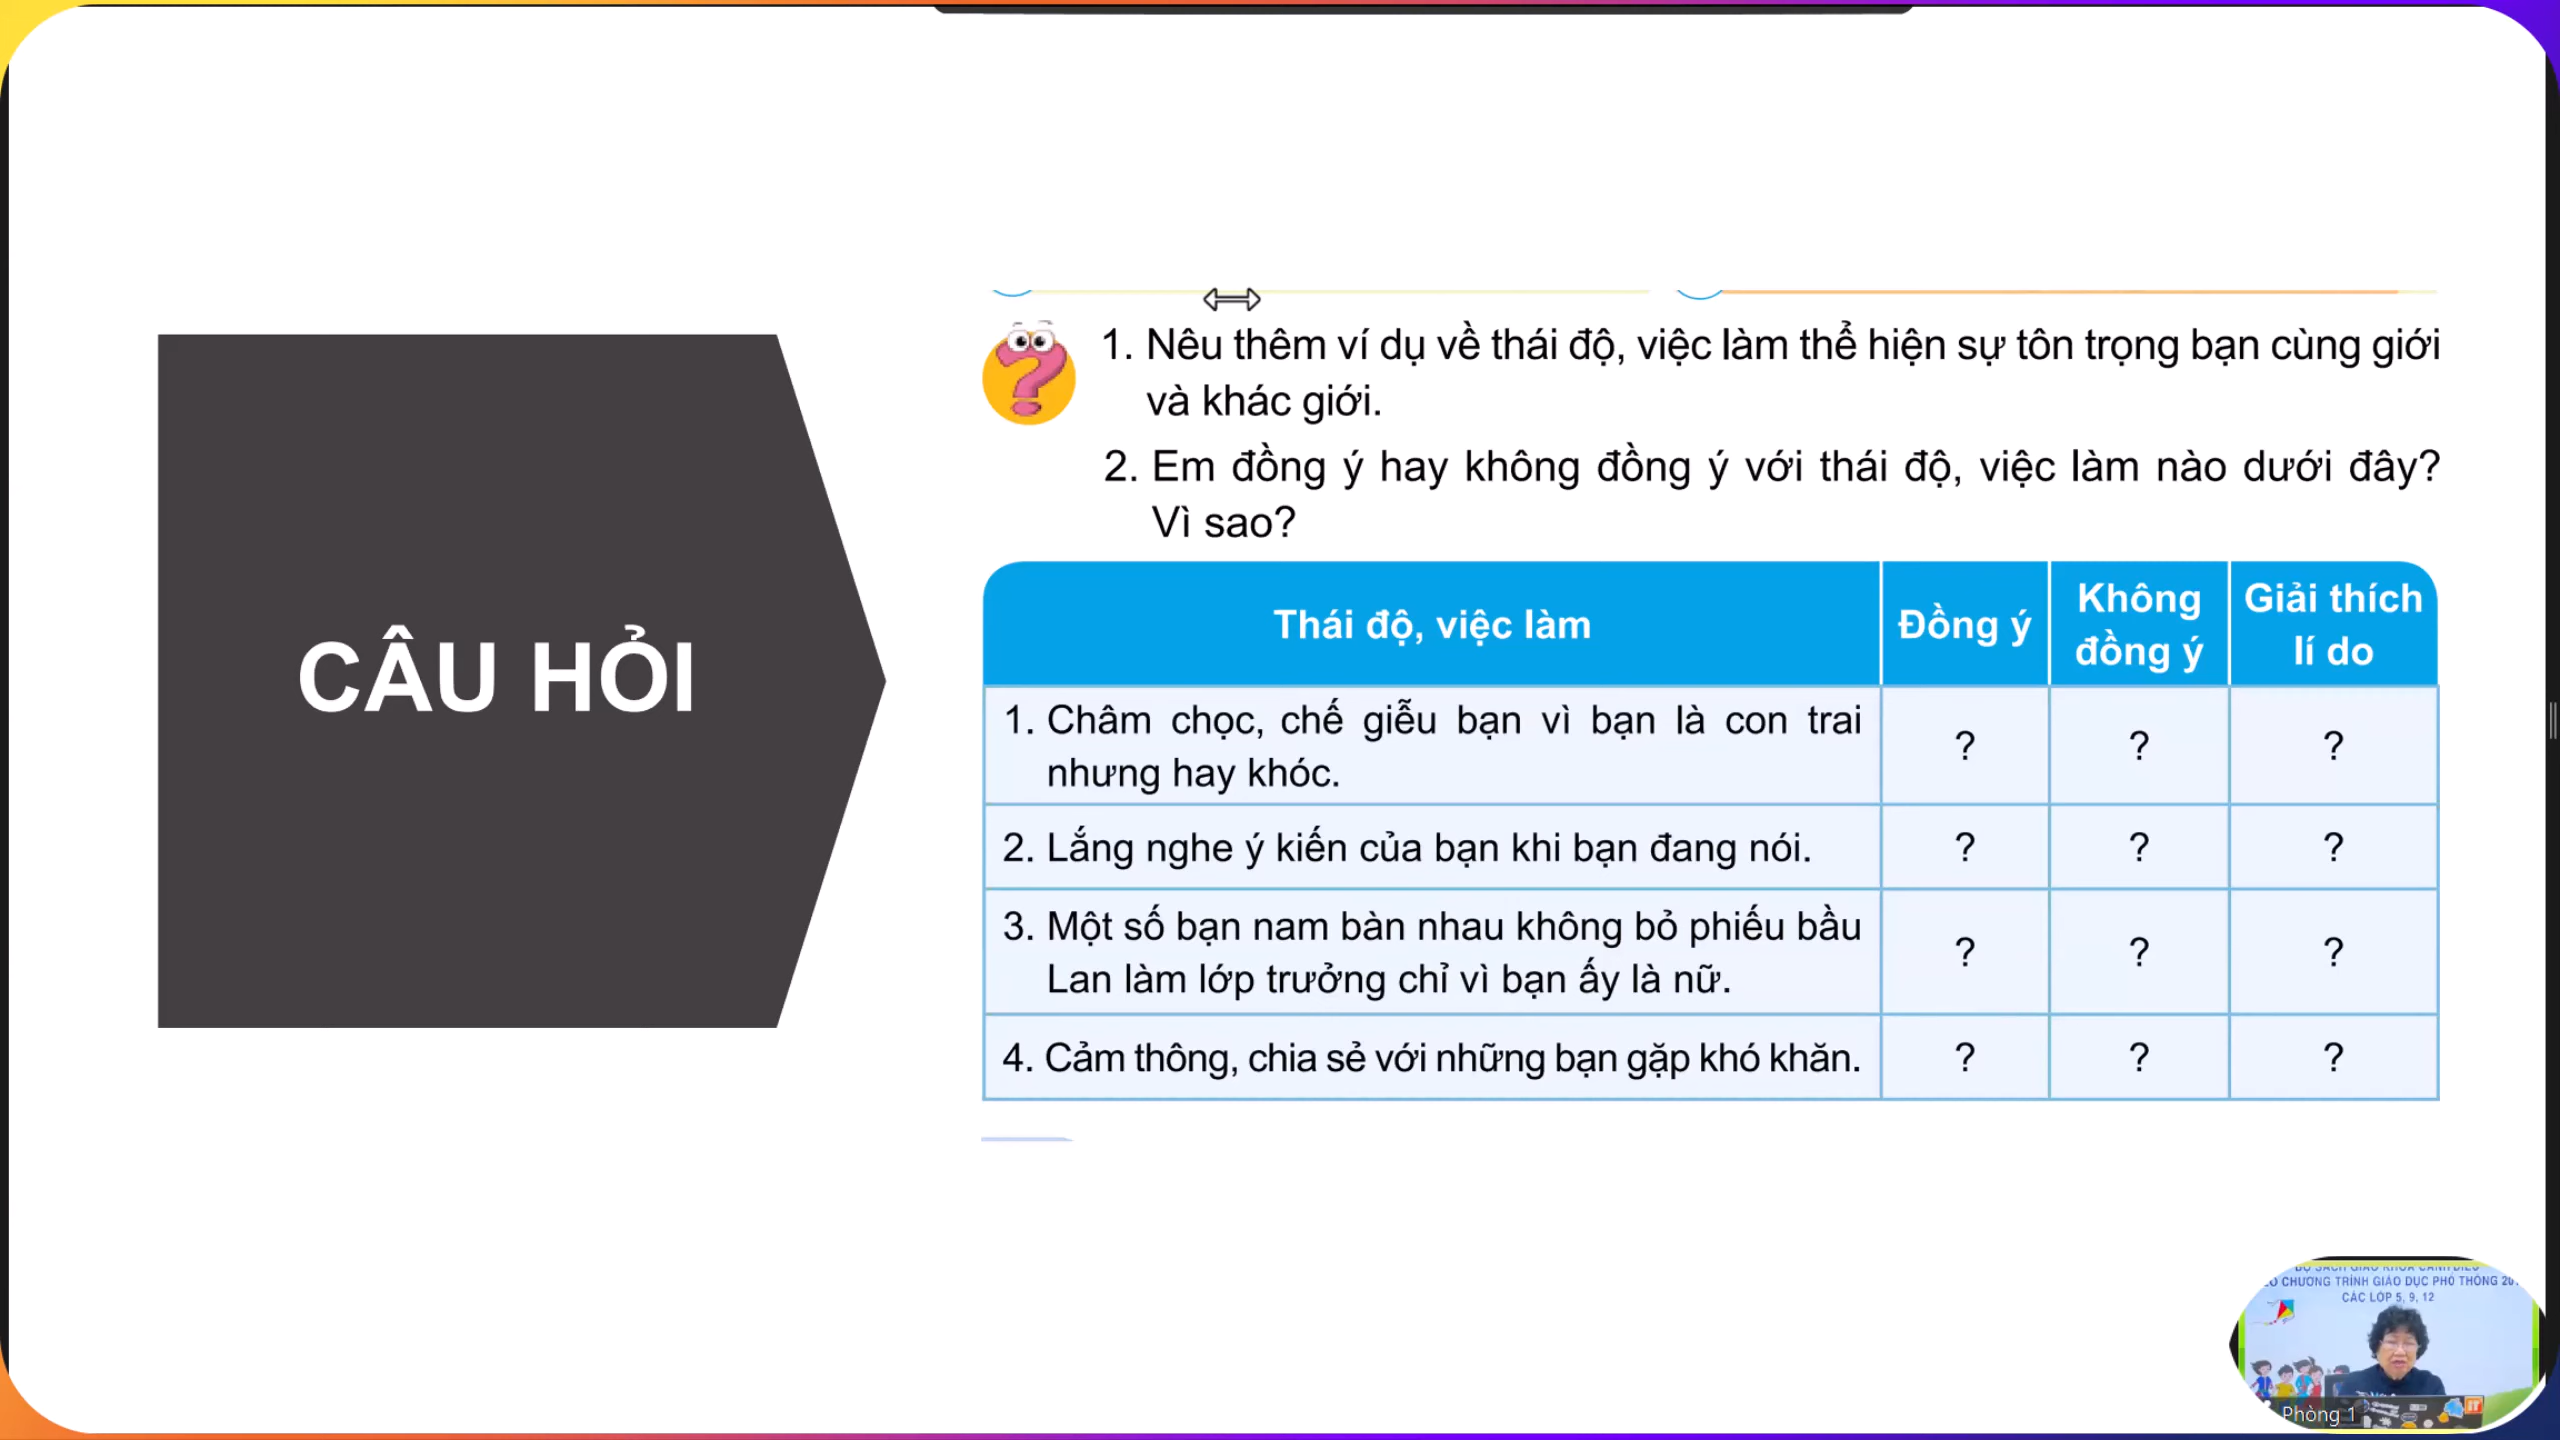 CÂU HỎI
1. Nêu thêm ví dụ về thái độ, việc làm thể hiện sự tôn trọng bạn cùng giới
và khác giới.
2. Em đồng ý hay không đồng ý với thái độ, việc làm nào dưới đây?
Vì sao?
Thái độ, việc làm
Đồng ý
Không
đồng ý
Giải thích
lí do
1. Châm chọc, chế giễu bạn vì bạn là con trai
nhưng hay khóc.
? ? ?
2. Lắng nghe ý kiến của bạn khi bạn đang nói.
? ? ?
3. Một số bạn nam bàn nhau không bỏ phiếu bầu
Lan làm lớp trưởng chỉ vì bạn ấy là nữ.
? ? ?
4. Cảm thông, chia sẻ với những bạn gặp khó khăn.
? ? ?
BỘ SÁCH GIÁO KHOA CÁNH DIỀU
CHƯƠNG TRÌNH GIÁO DỤC PHỔ THÔNG
CÁC LỚP 5, 9, 12
Phòng 1